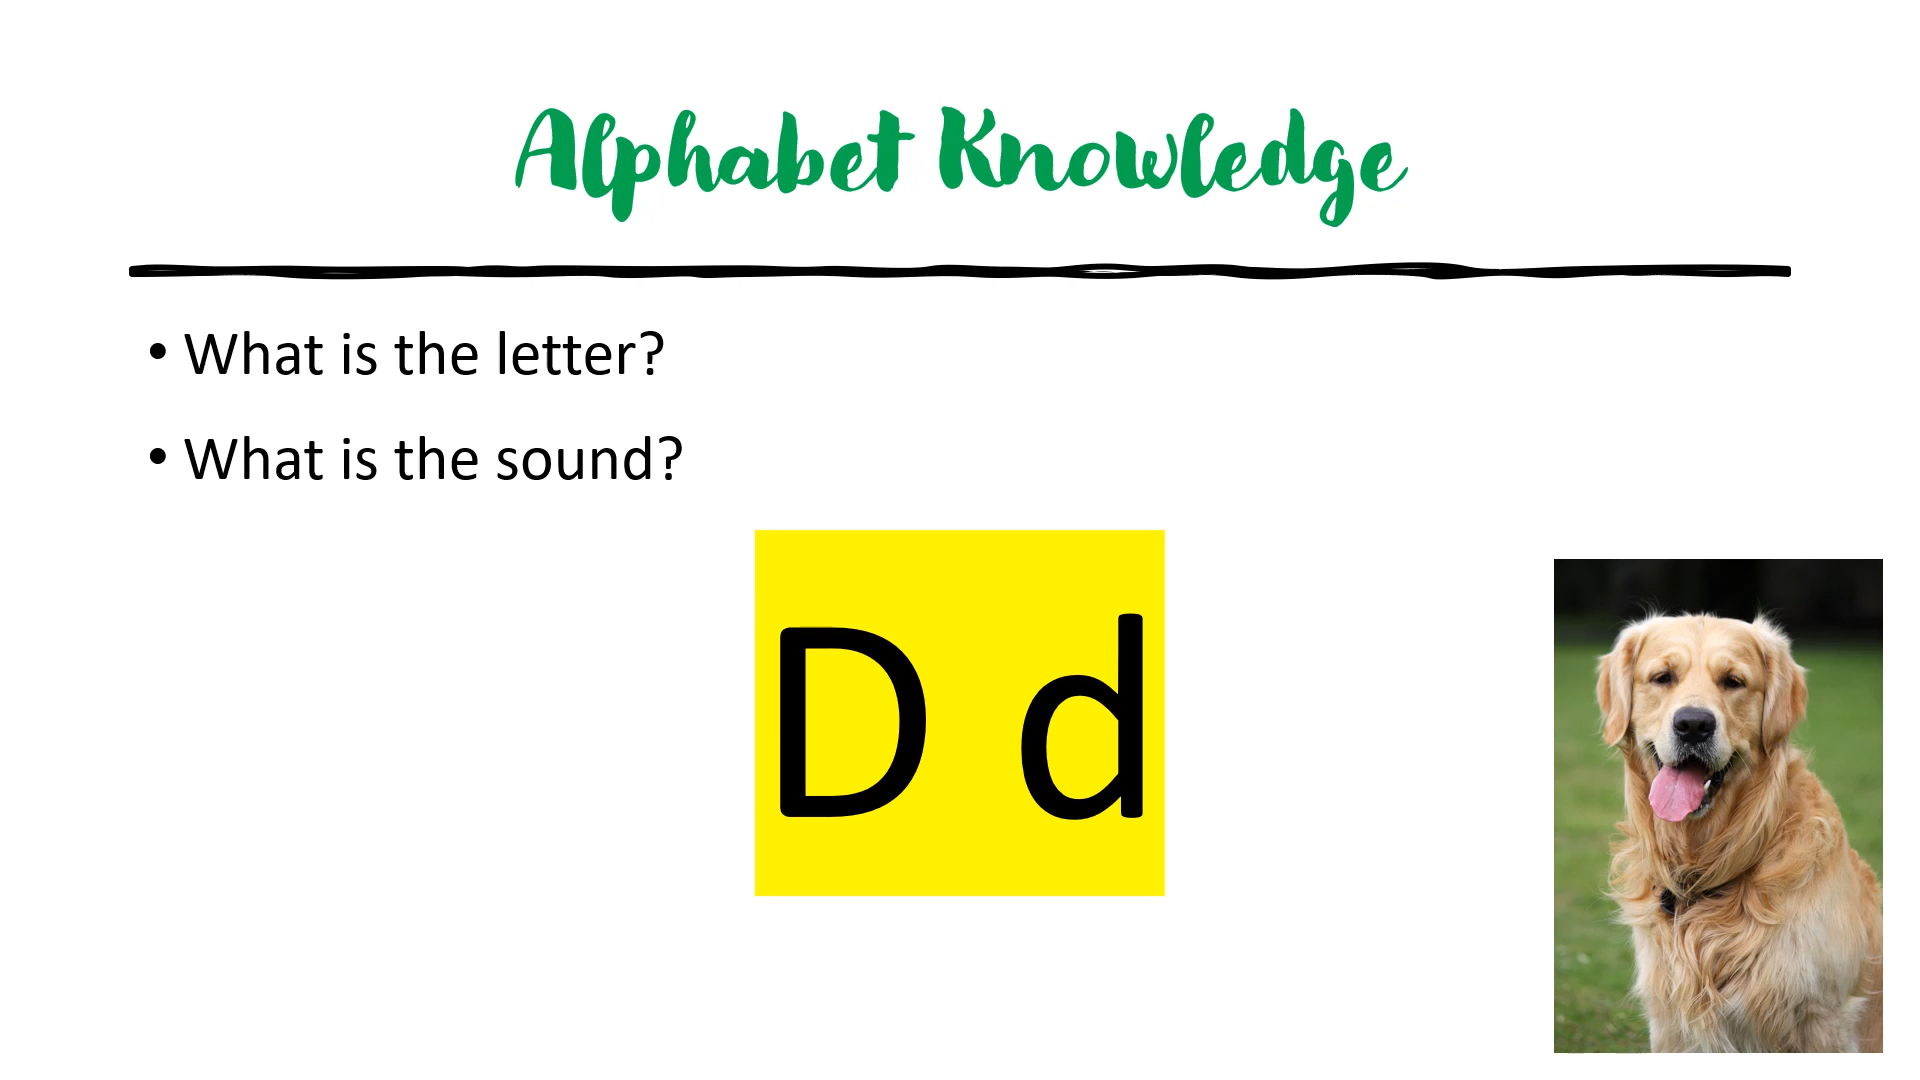 Alphabet Knowledge
• What is the letter?
• What is the sound?
D d